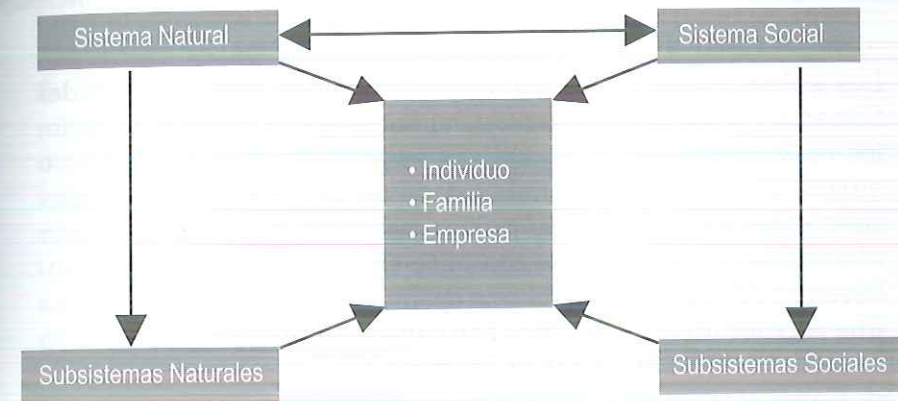 Sistema Natural
Sistema Social
• Individuo
• Familia
• Empresa
Subsistemas Naturales
Subsistemas Sociales